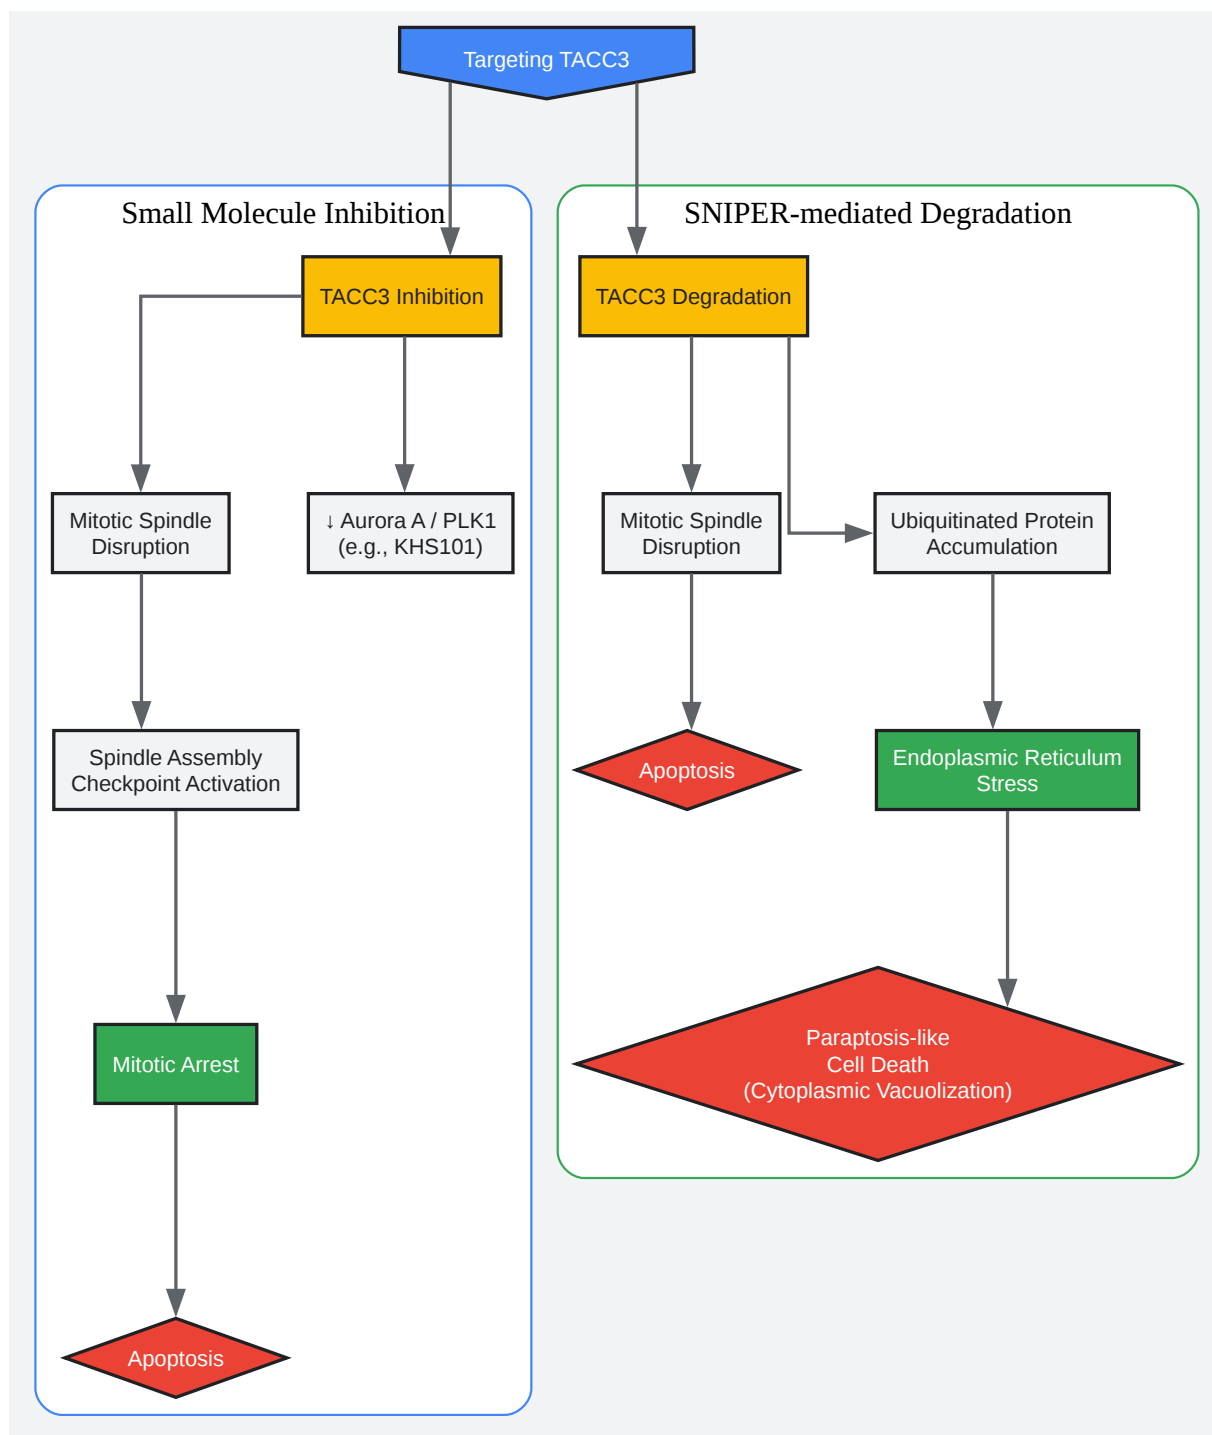 Targeting TACC3
Small Molecule Inhibition
TACC3 Inhibition
Mitotic Spindle
Disruption
↓ Aurora A / PLK1
(e.g., KHS101)
Spindle Assembly
Checkpoint Activation
Mitotic Arrest
Apoptosis
SNIPER-mediated Degradation
TACC3 Degradation
Mitotic Spindle
Disruption
Ubiquitinated Protein
Accumulation
Apoptosis
Endoplasmic Reticulum
Stress
Paraptosis-like
Cell Death
(Cytoplasmic Vacuolization)